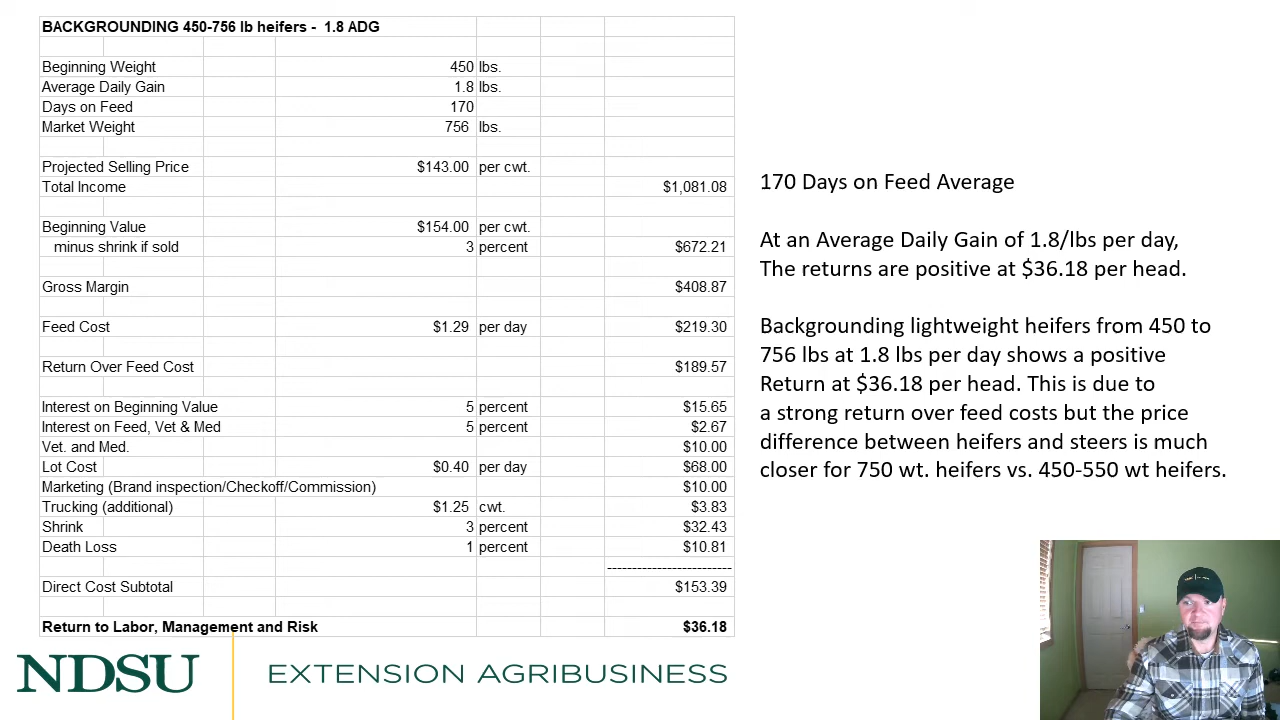 BACKGROUNDING 450-756 lb heifers - 1.8 ADG
Beginning Weight 450 lbs.
Average Daily Gain 1.8 lbs.
Days on Feed 170
Market Weight 756 lbs.
Projected Selling Price $143.00 per cwt.
Total Income $1,081.08
Beginning Value $154.00 per cwt.
minus shrink if sold 3 percent $672.21
Gross Margin $408.87
Feed Cost $1.29 per day $219.30
Return Over Feed Cost $189.57
Interest on Beginning Value 5 percent $15.65
Interest on Feed, Vet & Med 5 percent $2.67
Vet. and Med. $10.00
Lot Cost $0.40 per day $68.00
Marketing (Brand inspection/Checkoff/Commission) $10.00
Trucking (additional) $1.25 cwt. $3.83
Shrink 3 percent $32.43
Death Loss 1 percent $10.81
-------------------------
Direct Cost Subtotal $153.39
Return to Labor, Management and Risk $36.18
170 Days on Feed Average
At an Average Daily Gain of 1.8/lbs per day,
The returns are positive at $36.18 per head.
Backgrounding lightweight heifers from 450 to
756 lbs at 1.8 lbs per day shows a positive
Return at $36.18 per head. This is due to
a strong return over feed costs but the price
difference between heifers and steers is much
closer for 750 wt. heifers vs. 450-550 wt heifers.
NDSU EXTENSION AGRIBUSINESS